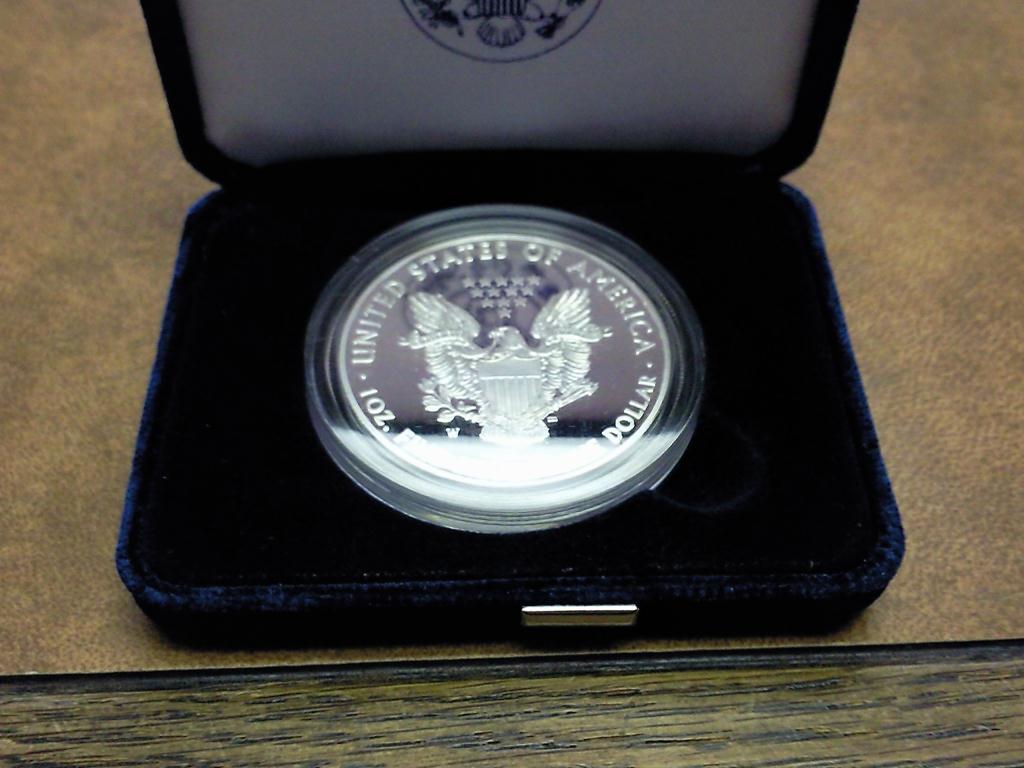 UNITED STATES OF AMERICA
1 OZ. DOLLAR
W